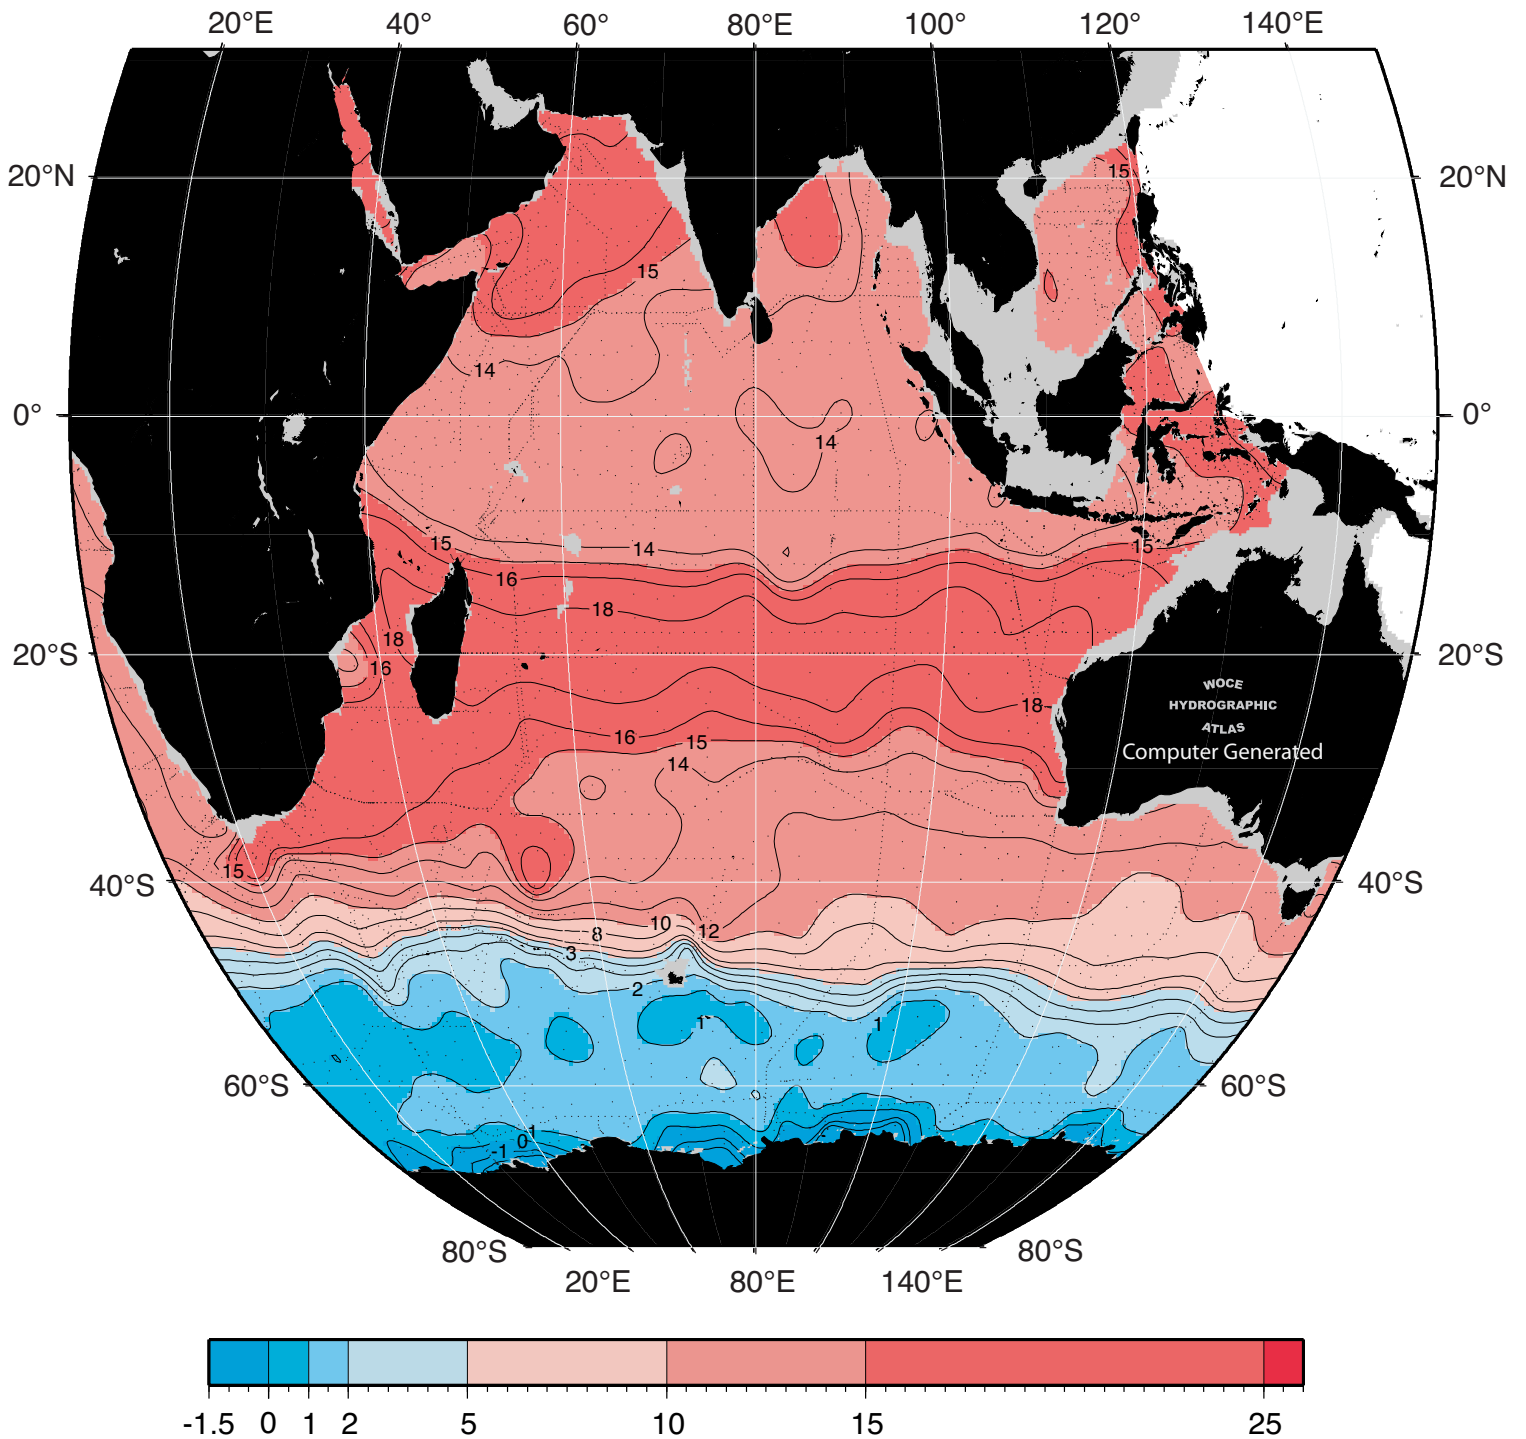 20°E 40° 60° 80°E 100° 120° 140°E
15
20°N 20°N
15
14
0° 0°
14
15 14 15
16
18
18
16
20°S 20°S
WOCE
HYDROGRAPHIC
ATLAS
Computer Generated
18
16 15
14
15
40°S 40°S
10 12
8
3
2
1 1
60°S 60°S
1
0
-1
80°S 80°S
20°E 80°E 140°E
-1.5 0 1 2 5 10 15 25